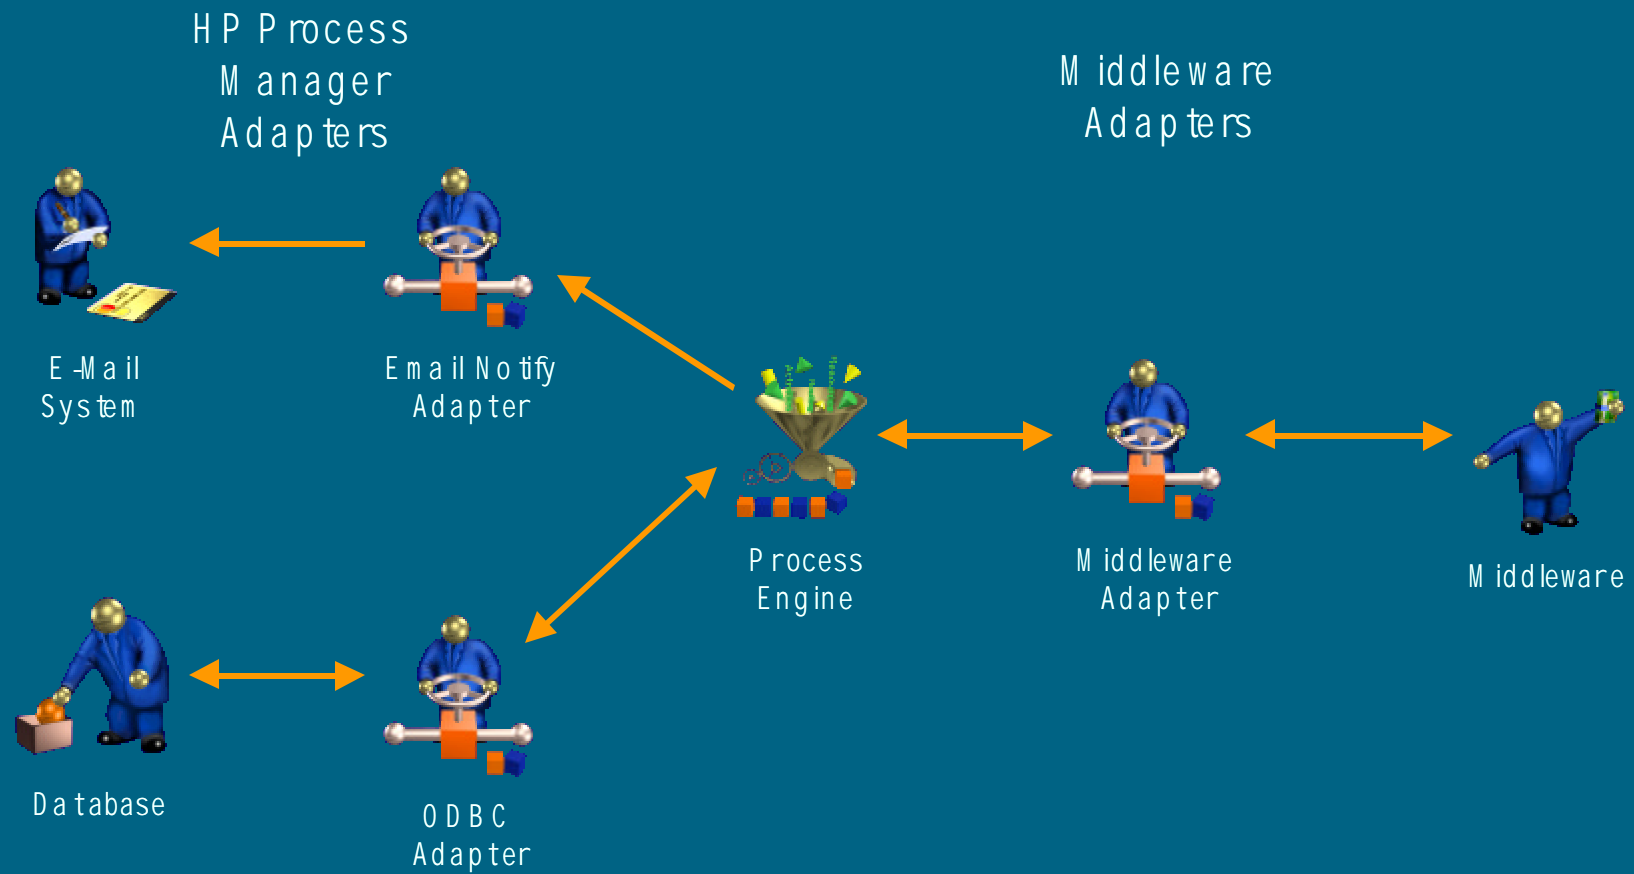 HP Process
Manager
Adapters
Middleware
Adapters
E-Mail
System
Email Notify
Adapter
Process
Engine
Middleware
Adapter
Middleware
Database
ODBC
Adapter